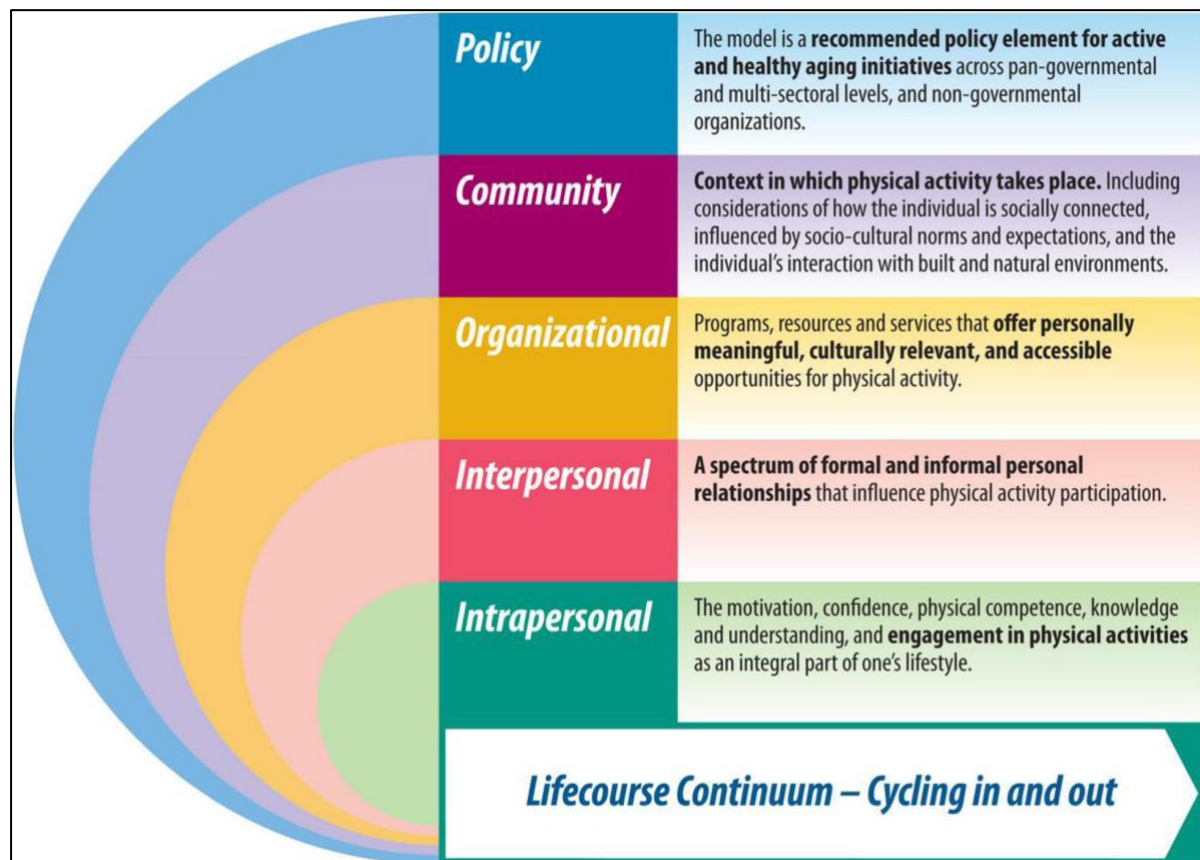 Policy
The model is a recommended policy element for active
and healthy aging initiatives across pan-governmental
and multi-sectoral levels, and non-governmental
organizations.
Community
Context in which physical activity takes place. Including
considerations of how the individual is socially connected,
influenced by socio-cultural norms and expectations, and the
individual's interaction with built and natural environments.
Organizational
Programs, resources and services that offer personally
meaningful, culturally relevant, and accessible
opportunities for physical activity.
Interpersonal
A spectrum of formal and informal personal
relationships that influence physical activity participation.
Intrapersonal
The motivation, confidence, physical competence, knowledge
and understanding, and engagement in physical activities
as an integral part of one's lifestyle.
Lifecourse Continuum – Cycling in and out